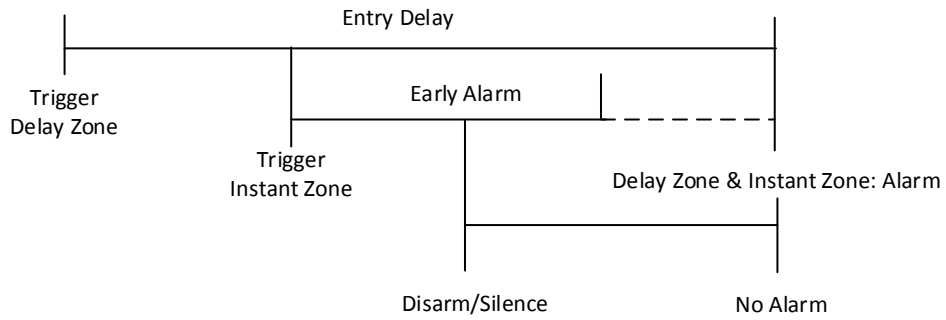 Entry Delay
Trigger
Delay Zone
Early Alarm
Trigger
Instant Zone
Delay Zone & Instant Zone: Alarm
Disarm/Silence
No Alarm